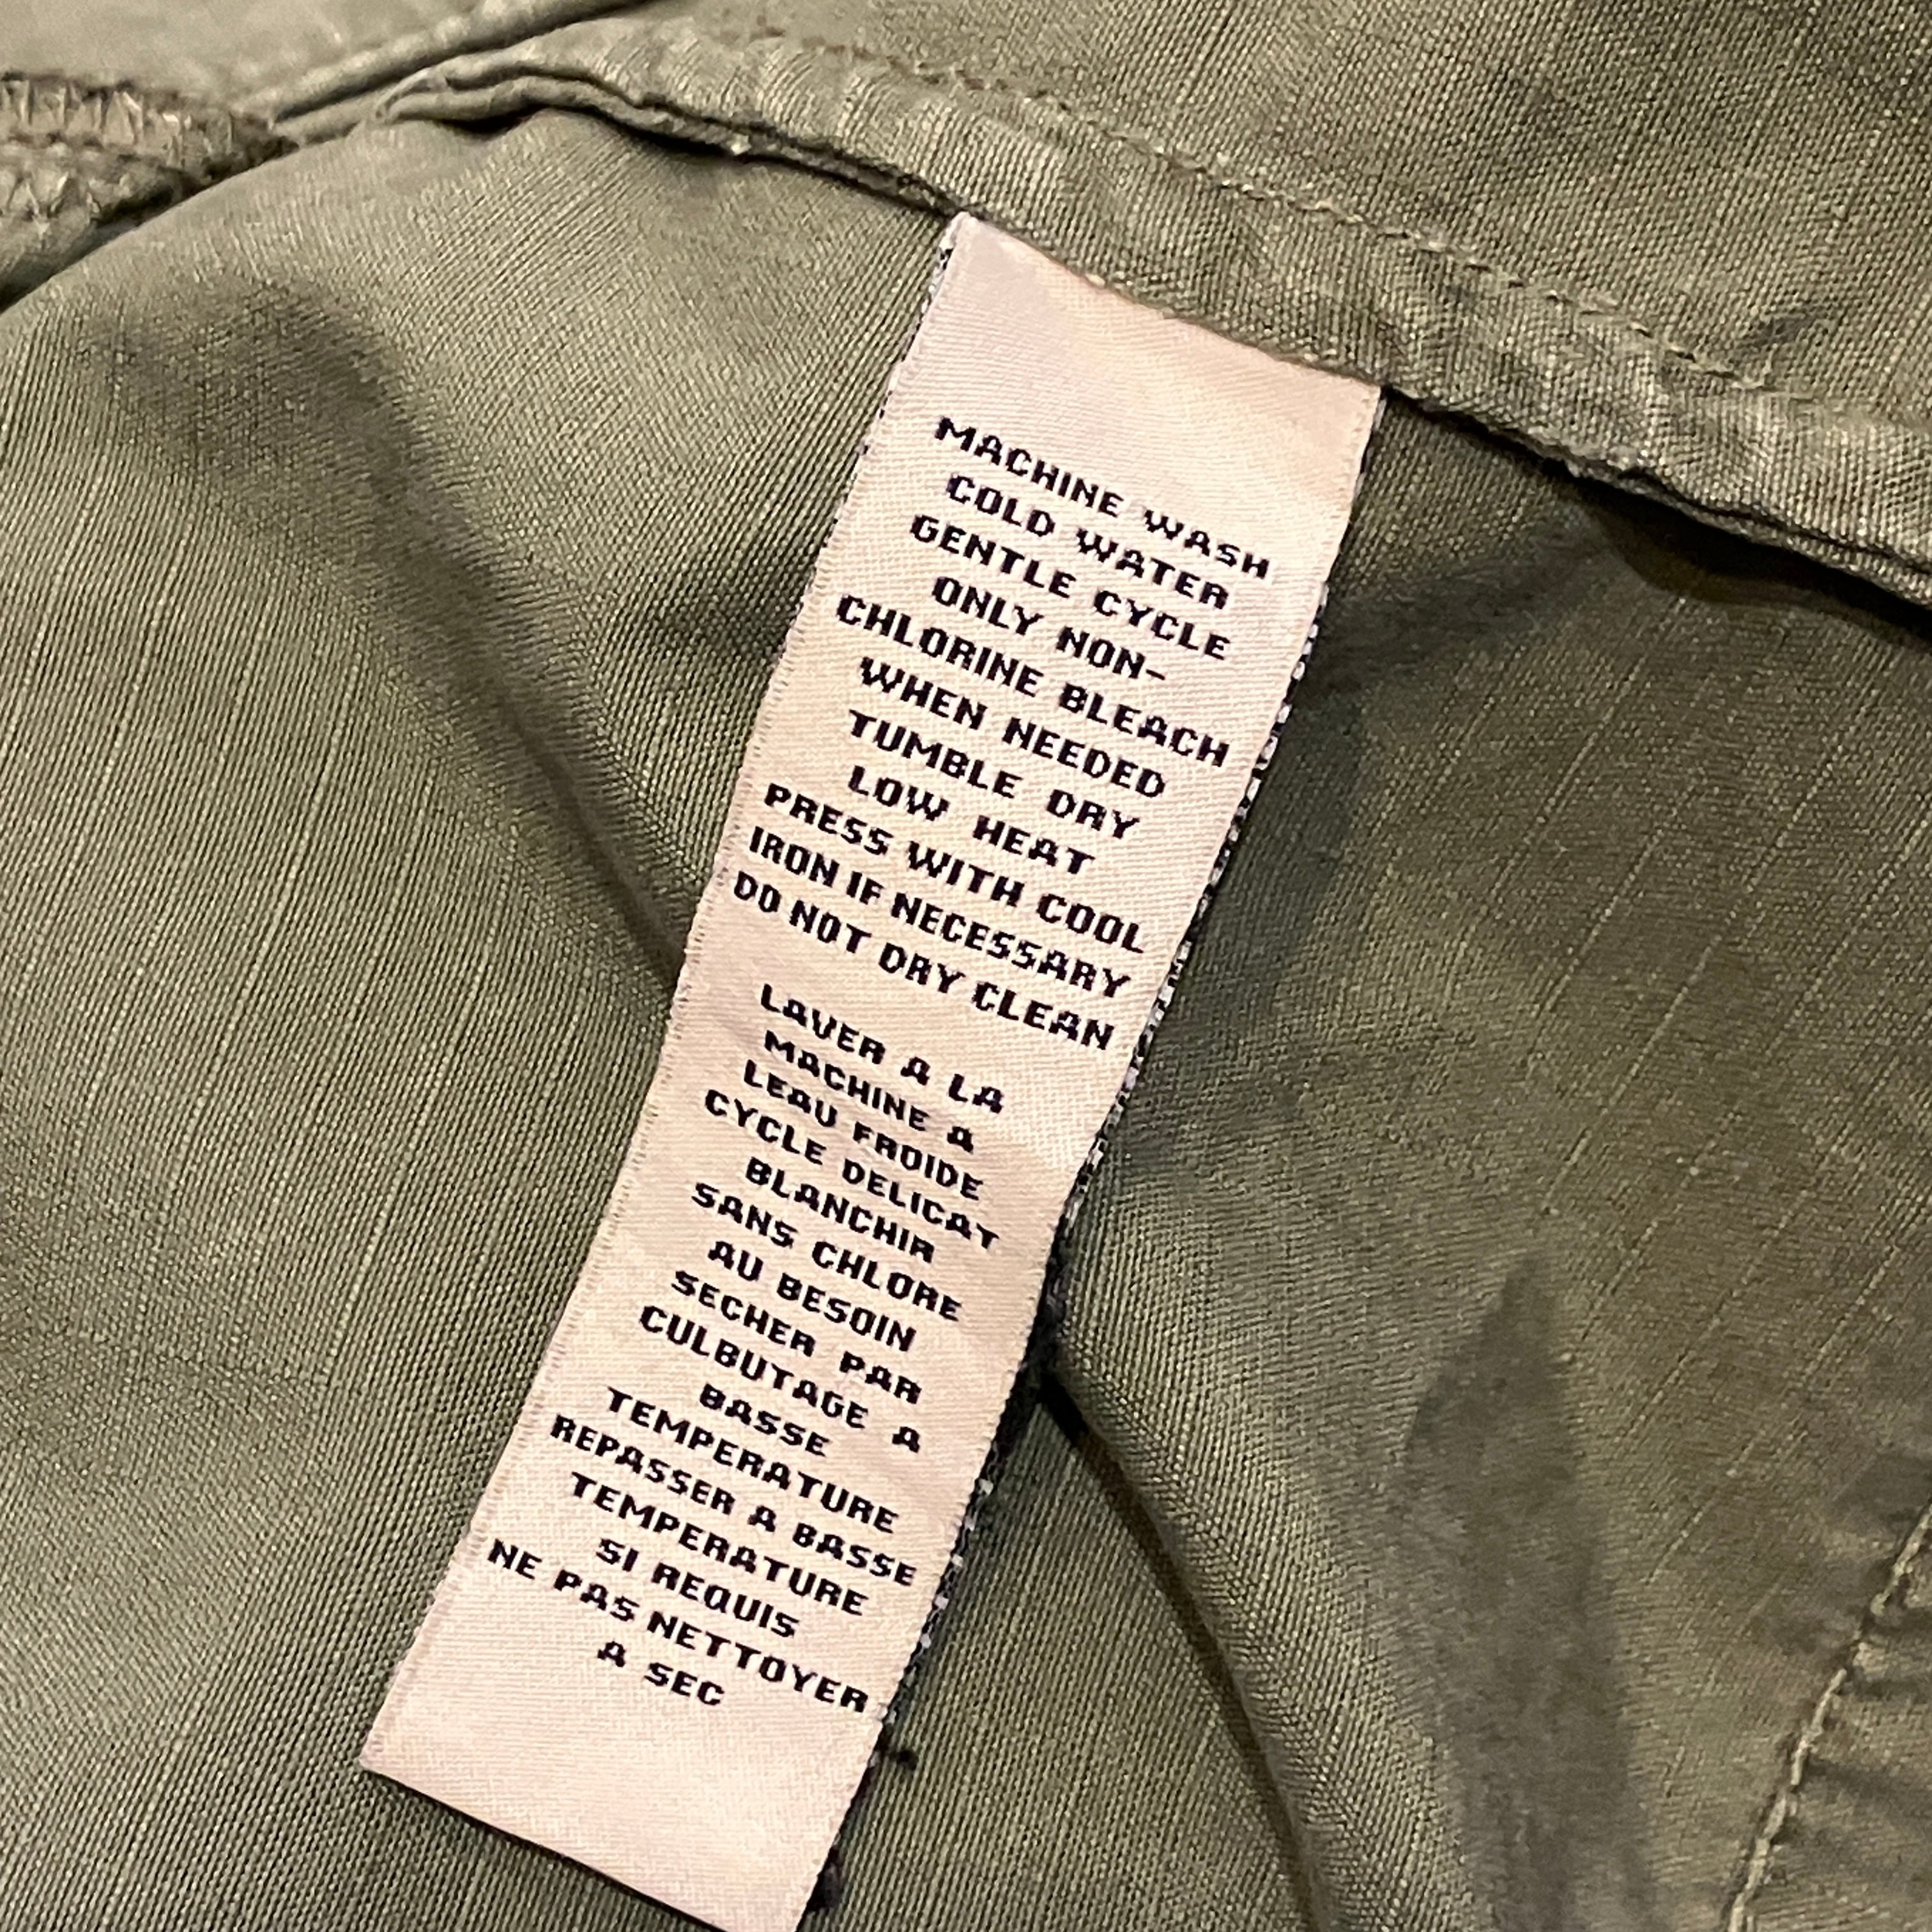 MACHINE WASH
COLD WATER
GENTLE CYCLE
ONLY NON-
CHLORINE BLEACH
WHEN NEEDED
TUMBLE DRY
LOW HEAT
PRESS WITH COOL
IRON IF NECESSARY
DO NOT DRY CLEAN
LAVER A LA
MACHINE A
LEAU FROIDE
CYCLE DELICAT
BLANCHIR
SANS CHLORE
AU BESOIN
SECHER PAR
CULBUTAGE A
BASSE
TEMPERATURE
REPASSER A BASSE
TEMPERATURE
SI REQUIS
NE PAS NETTOYER
A SEC